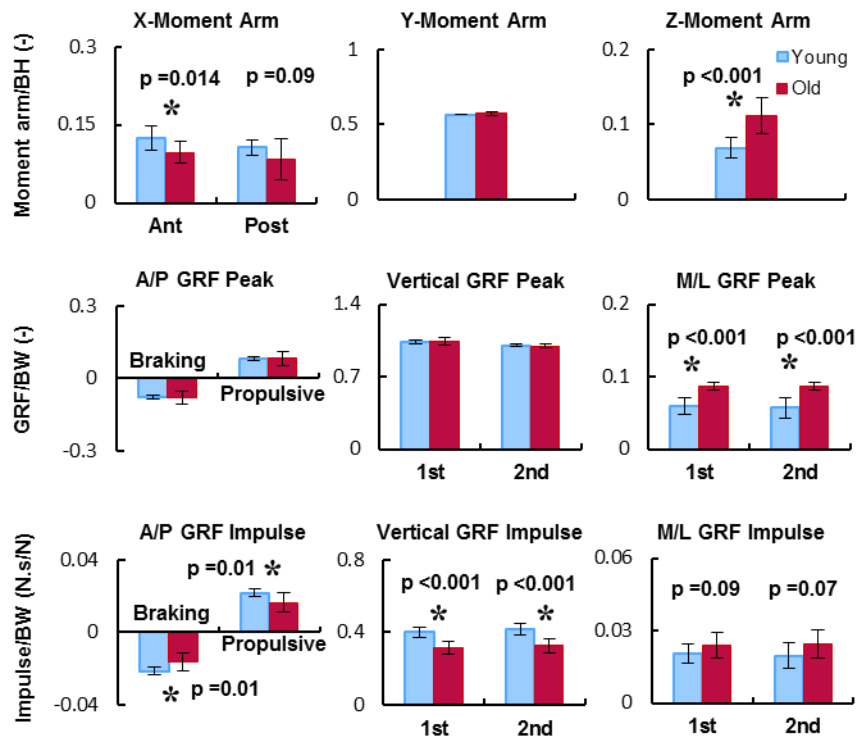 X-Moment Arm
Moment arm/BH (-)
0.3
0.15
0
p =0.014
p =0.09
*
Ant
Post
Y-Moment Arm
1
0.5
0
Z-Moment Arm
0.2
0.1
0
Young
Old
p <0.001
*
A/P GRF Peak
GRF/BW (-)
0.3
0
-0.3
Braking
Propulsive
Vertical GRF Peak
1.4
0.7
0
1st
2nd
M/L GRF Peak
0.2
0.1
0
p <0.001
p <0.001
*
*
1st
2nd
A/P GRF Impulse
Impulse/BW (N.s/N)
0.04
0
-0.04
p =0.01 *
Braking
Propulsive
* p =0.01
Vertical GRF Impulse
0.8
0.4
0
p <0.001
p <0.001
*
*
1st
2nd
M/L GRF Impulse
0.06
0.03
0
p =0.09
p =0.07
1st
2nd